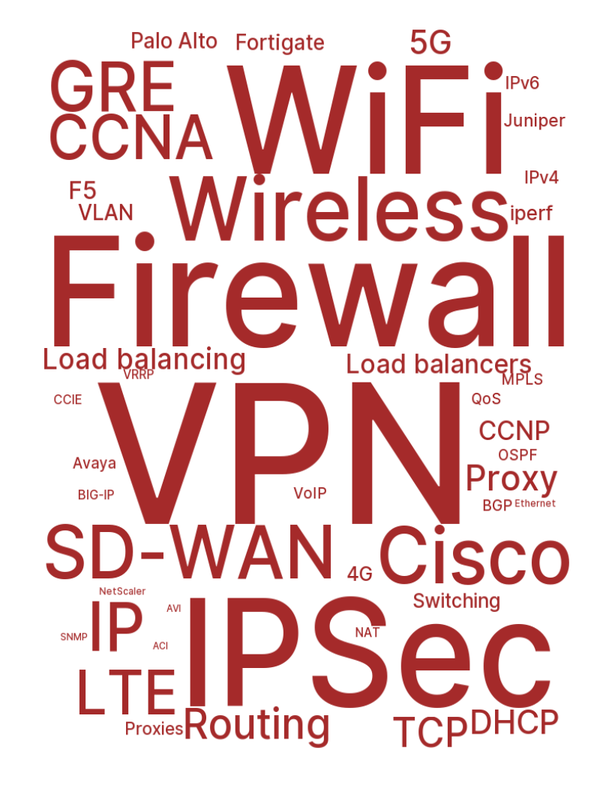 Palo Alto
Fortigate
5G
GRE
WiFi
IPv6
Juniper
CCNA
IPv4
F5
VLAN
Wireless
iperf
Firewall
Load balancing
Load balancers
VRRP
MPLS
CCIE
VPN
QoS
CCNP
OSPF
Avaya
Proxy
BIG-IP
VoIP
BGP
Ethernet
SD-WAN
4G
Cisco
NetScaler
Switching
IP
AVI
IPSec
SNMP
NAT
ACI
LTE
Proxies
Routing
TCP
DHCP